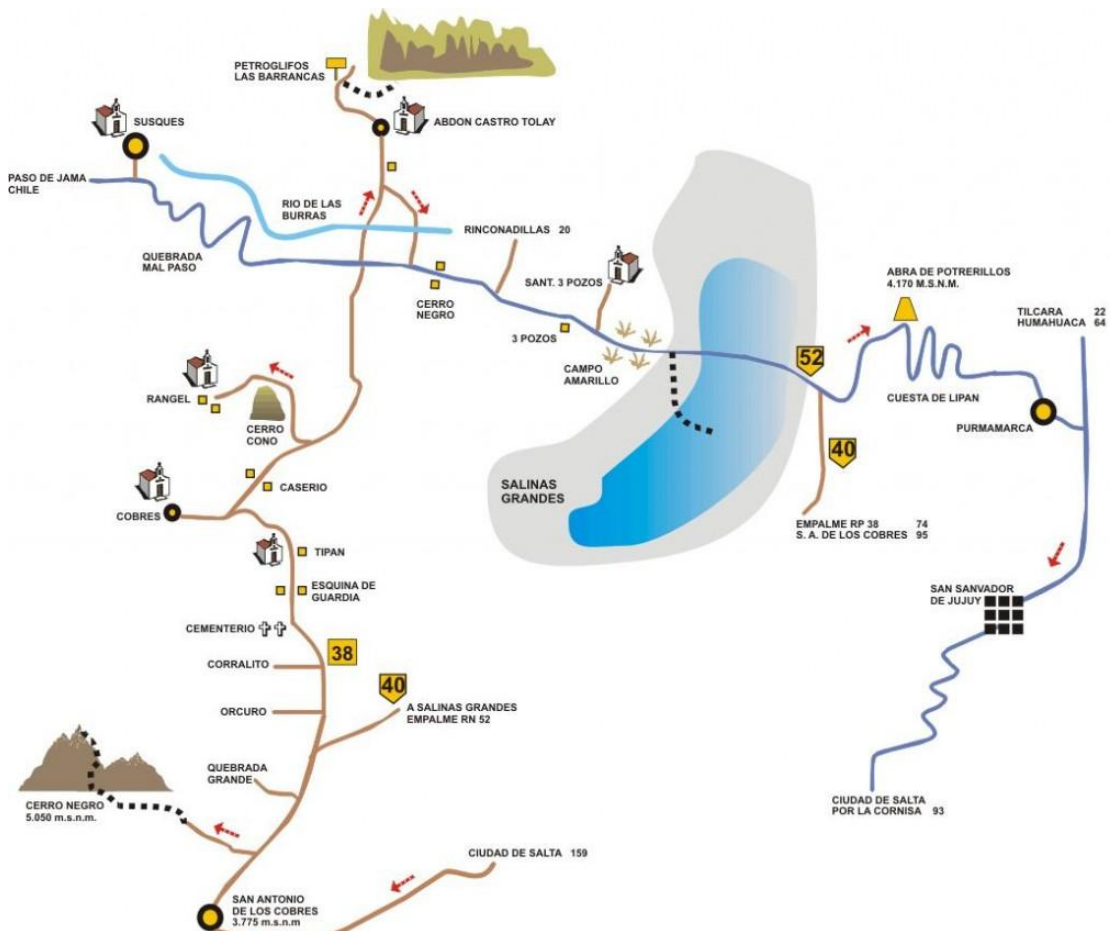 PETROGLIFOS
LAS BARRANCAS
SUSQUES
ABDON CASTRO TOLAY
PASO DE JAMA
CHILE
RIO DE LAS
BURRAS
RINCONADILLAS 20
QUEBRADA
MAL PASO
SANT. 3 POZOS
ABRA DE POTRERILLOS
4.170 M.S.N.M.
TILCARA 22
HUMAHUACA 64
CERRO
NEGRO
3 POZOS
52
CAMPO
AMARILLO
CUESTA DE LIPAN
RANGEL
CERRO
CONO
PURMAMARCA
40
CASERIO
SALINAS
GRANDES
COBRES
EMPALME RP 38 74
S. A. DE LOS COBRES 95
TIPAN
ESQUINA DE
GUARDIA
SAN SANVADOR
DE JUJUY
CEMENTERIO
38
CORRALITO
40
ORCURO
A SALINAS GRANDES
EMPALME RN 52
QUEBRADA
GRANDE
CERRO NEGRO
5.050 m.s.n.m.
CIUDAD DE SALTA
POR LA CORNISA 93
CIUDAD DE SALTA 159
SAN ANTONIO
DE LOS COBRES
3.775 m.s.n.m